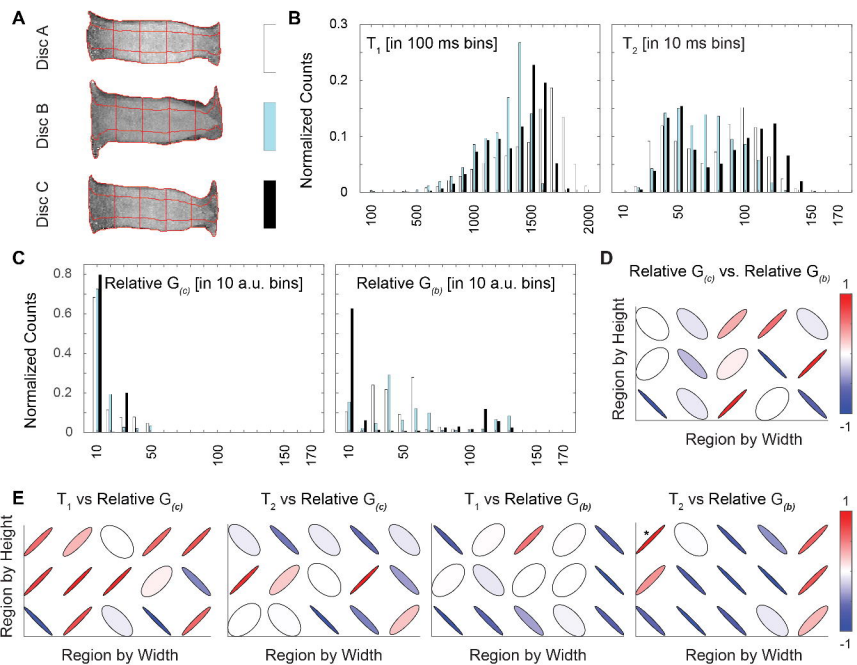 A
Disc A
Disc B
Disc C
B
T1 [in 100 ms bins]
T2 [in 10 ms bins]
Normalized Counts
0.3
0.2
0.1
0
100
500
1000
1500
2000
10
50
100
130
170
C
Relative G(c) [in 10 a.u. bins]
Relative G(b) [in 10 a.u. bins]
Normalized Counts
0.8
0.6
0.4
0.2
0
10
50
100
130
170
10
50
100
130
170
D
Relative G(c) vs. Relative G(b)
Region by Height
Region by Width
1
-1
E
T1 vs Relative G(c)
T2 vs Relative G(c)
T1 vs Relative G(b)
T2 vs Relative G(b)
Region by Height
*
Region by Width
Region by Width
Region by Width
Region by Width
1
-1